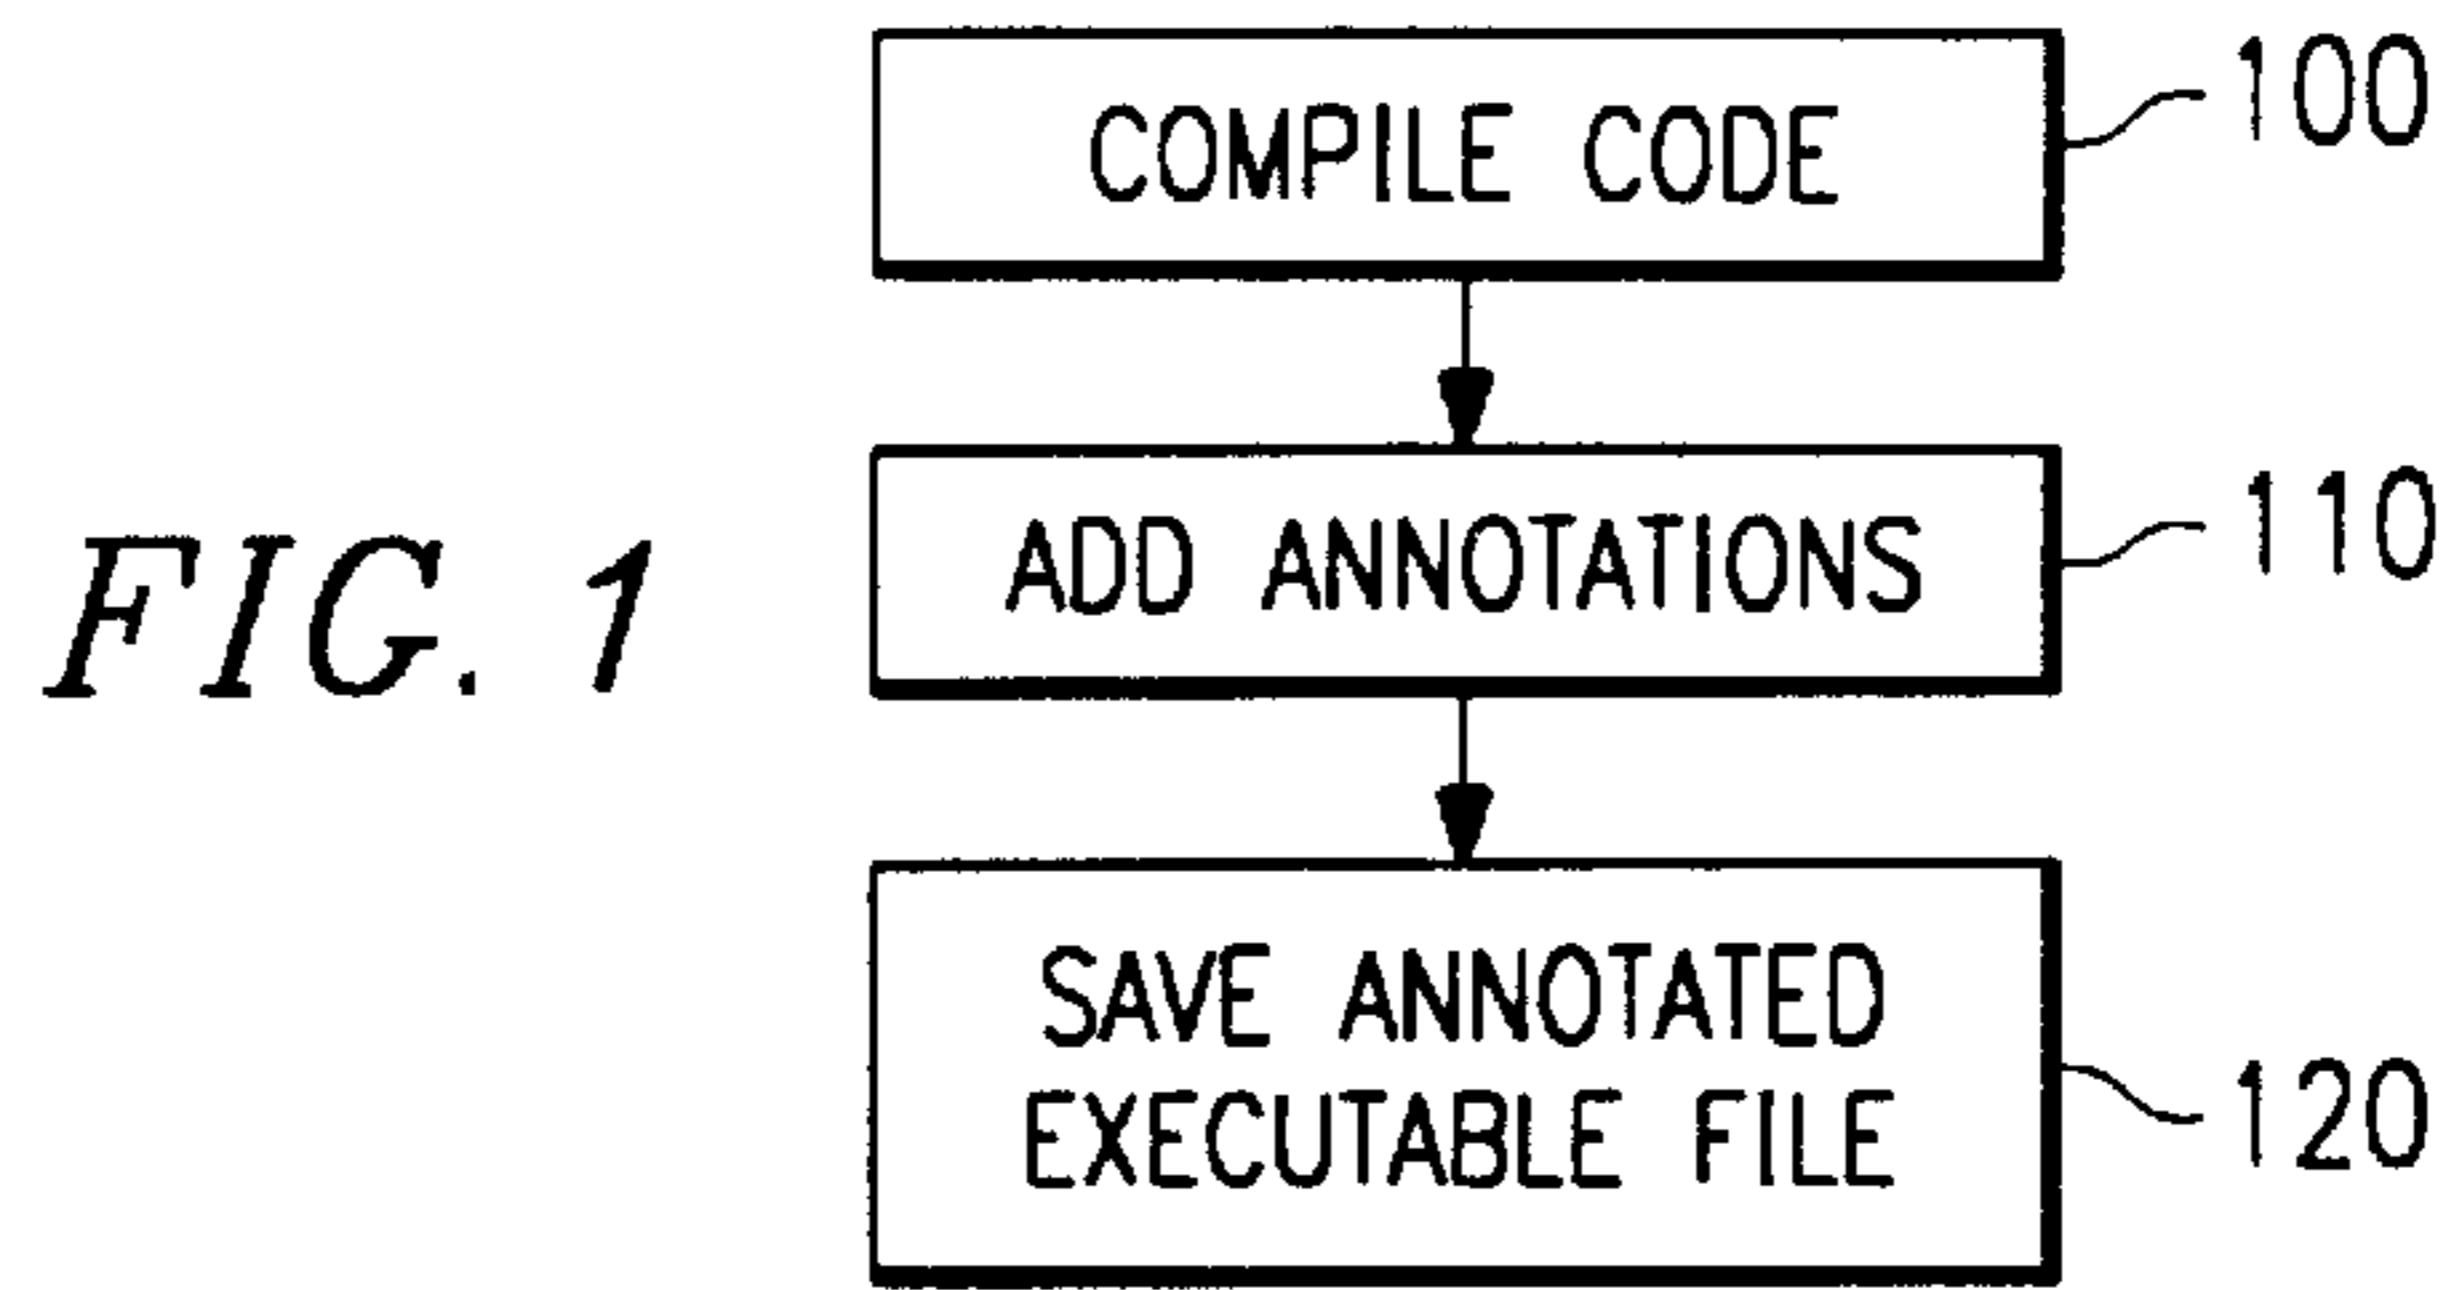 COMPILE CODE
100
ADD ANNOTATIONS
110
FIG. 1
SAVE ANNOTATED
EXECUTABLE FILE
120